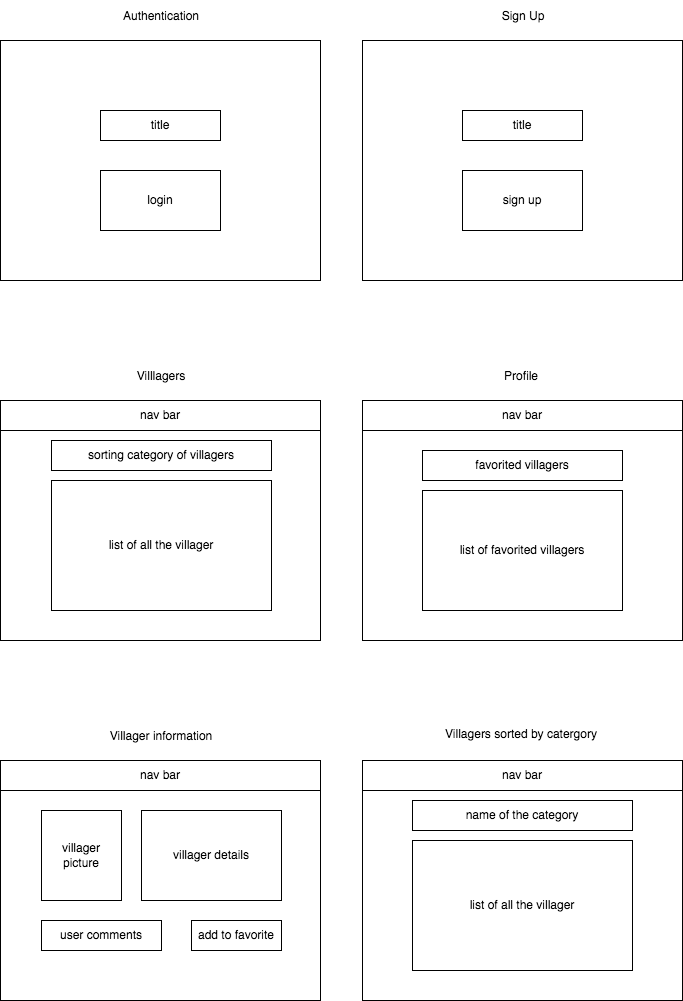 Authentication
title
login
Sign Up
title
sign up
Villlagers
nav bar
sorting category of villagers
list of all the villager
Profile
nav bar
favorited villagers
list of favorited villagers
Villager information
nav bar
villager
picture
villager details
user comments
add to favorite
Villagers sorted by catergory
nav bar
name of the category
list of all the villager